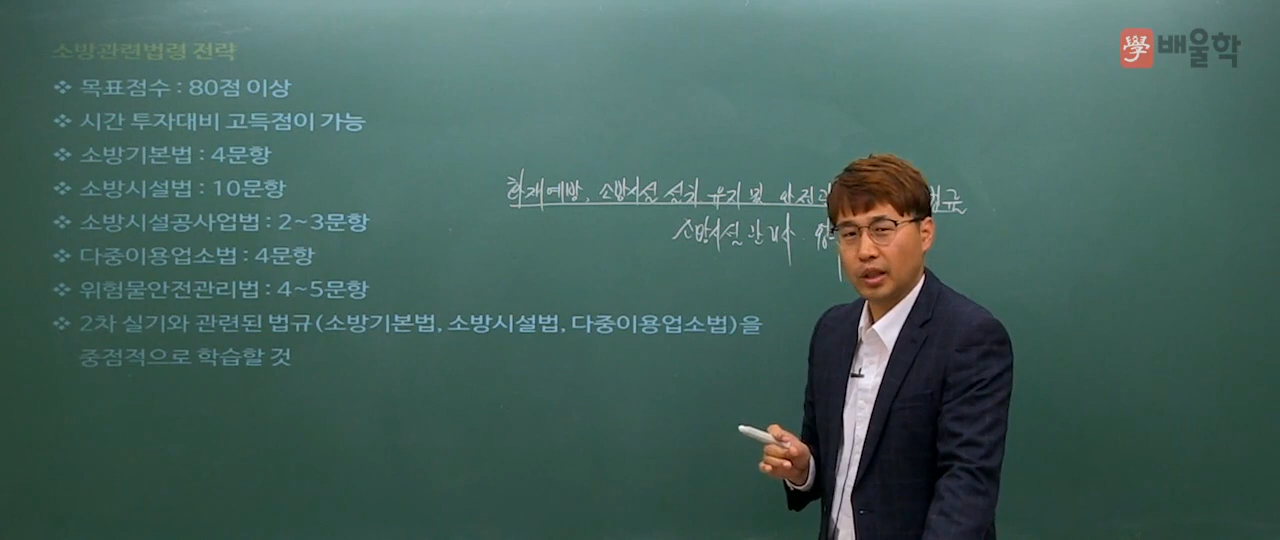 소방관련법령 전략
❖ 목표점수 : 80점 이상
❖ 시간 투자대비 고득점이 가능
❖ 소방기본법 : 4문항
❖ 소방시설법 : 10문항
❖ 소방시설공사업법 : 2~3문항
❖ 다중이용업소법 : 4문항
❖ 위험물안전관리법 : 4~5문항
❖ 2차 실기와 관련된 법규(소방기본법, 소방시설법, 다중이용업소법)을
중점적으로 학습할 것
화재예방, 소방시설 설치 유지 및 안전
소방시설관리사
學 배울학